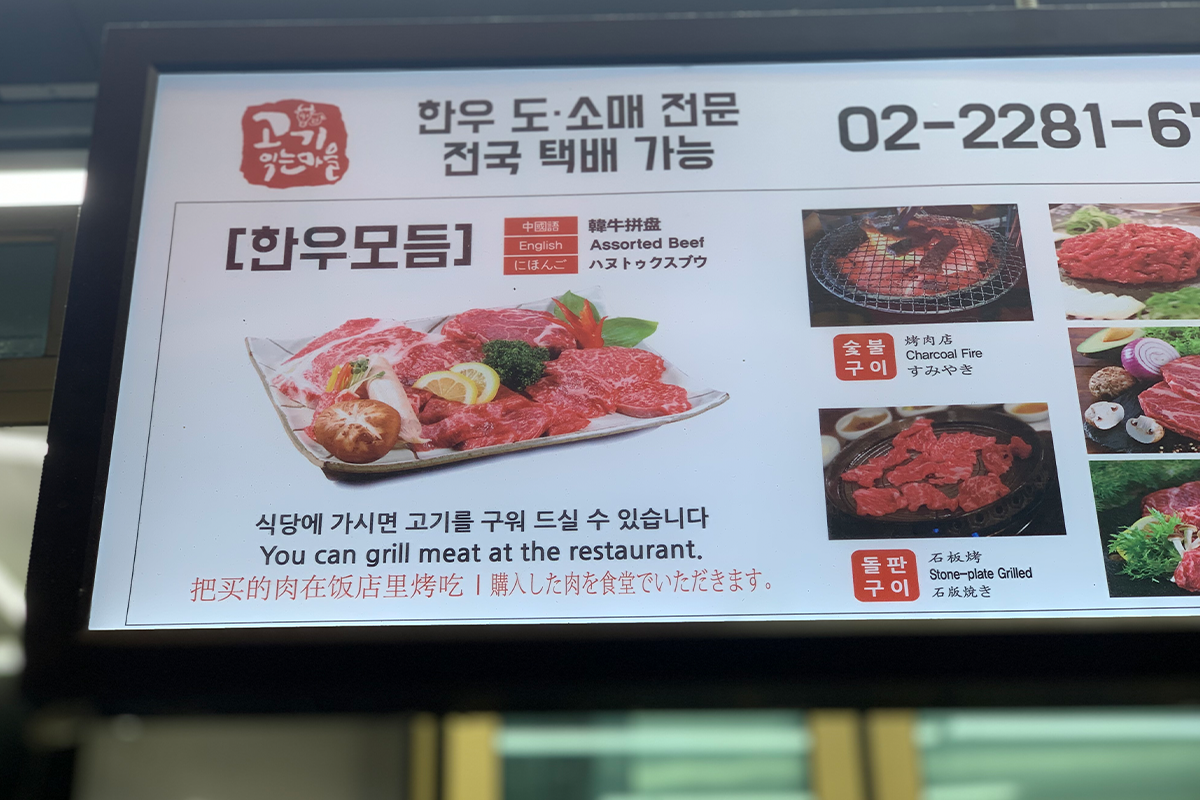 고기
익는마을
한우 도·소매 전문
전국 택배 가능
02-2281-6
[한우모듬]
中國語 韓牛拼盘
English Assorted Beef
にほんご ハヌトゥクスブウ
숯불
구이
烤肉店
Charcoal Fire
すみやき
돌판
구이
石板烤
Stone-plate Grilled
石版焼き
식당에 가시면 고기를 구워 드실 수 있습니다
You can grill meat at the restaurant.
把买的肉在饭店里烤吃 | 購入した肉を食堂でいただきます。